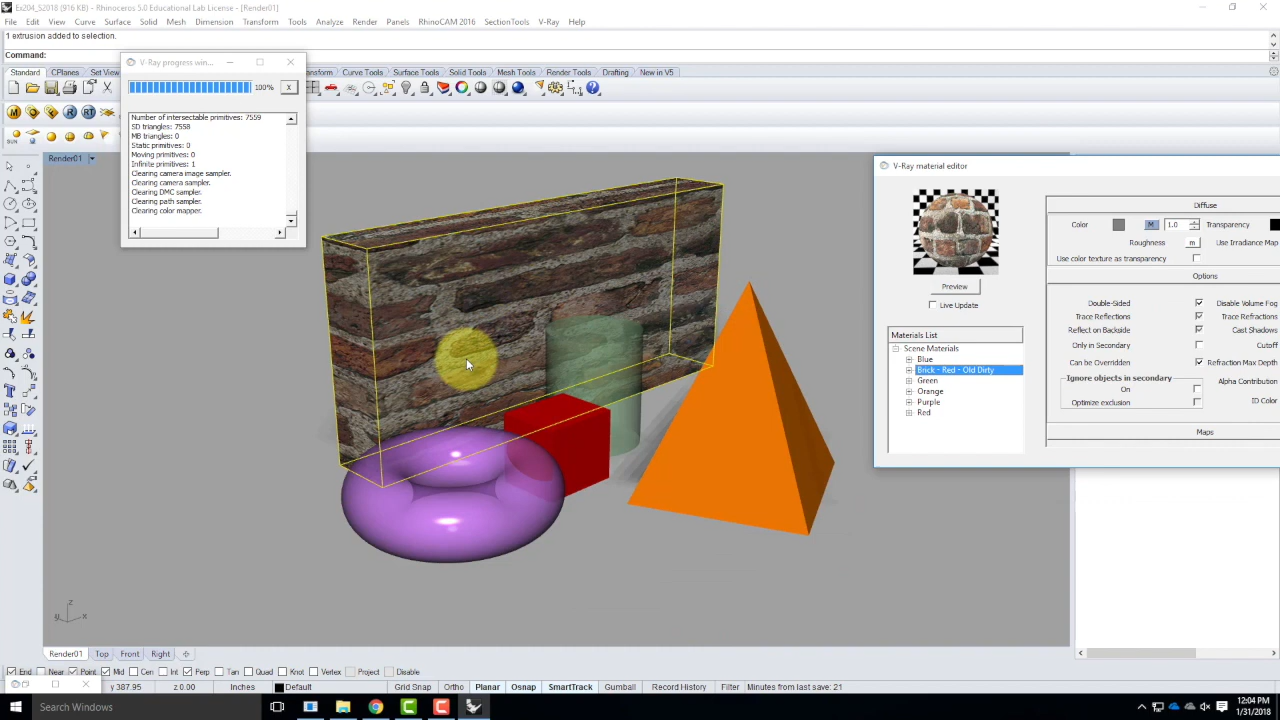 Ex204_S2018 (916 KB) - Rhinoceros 5.0 Educational Lab License - [Render01]
File Edit View Curve Surface Solid Mesh Dimension Transform Tools Analyze Render Panels RhinoCAM 2016 SectionTools V-Ray Help
1 extrusion added to selection.
Command:
Standard CPlanes Set View Curve Tools Surface Tools Solid Tools Mesh Tools Render Tools Drafting New in V5
V-Ray progress win...
100%
x
Number of intersectable primitives: 7559
SD triangles: 7558
MB triangles: 0
Static primitives: 0
Moving primitives: 0
Infinite primitives: 1
Clearing camera image sampler.
Clearing camera sampler.
Clearing DMC sampler.
Clearing path sampler.
Clearing color mapper.
M R RT
SUN
Render01
V-Ray material editor
Preview
Live Update
Materials List
Scene Materials
Blue
Brick - Red - Old Dirty
Green
Orange
Purple
Red
Diffuse
Color M 1.0 Transparency
Roughness m Use Irradiance Map
Use color texture as transparency
Options
Double-Sided Disable Volume Fog
Trace Reflections Trace Refractions
Reflect on Backside Cast Shadows
Only in Secondary Cutoff
Can be Overridden Refraction Max Depth
Ignore objects in secondary Alpha Contribution
On
Optimize exclusion ID Color
Maps
z
y x
Render01 Top Front Right
End Near Point Mid Cen Int Perp Tan Quad Knot Vertex Project Disable
y 387.95 z 0.00 Inches Default Grid Snap Ortho Planar Osnap SmartTrack Gumball Record History Filter Minutes from last save: 21
Search Windows
12:04 PM
1/31/2018